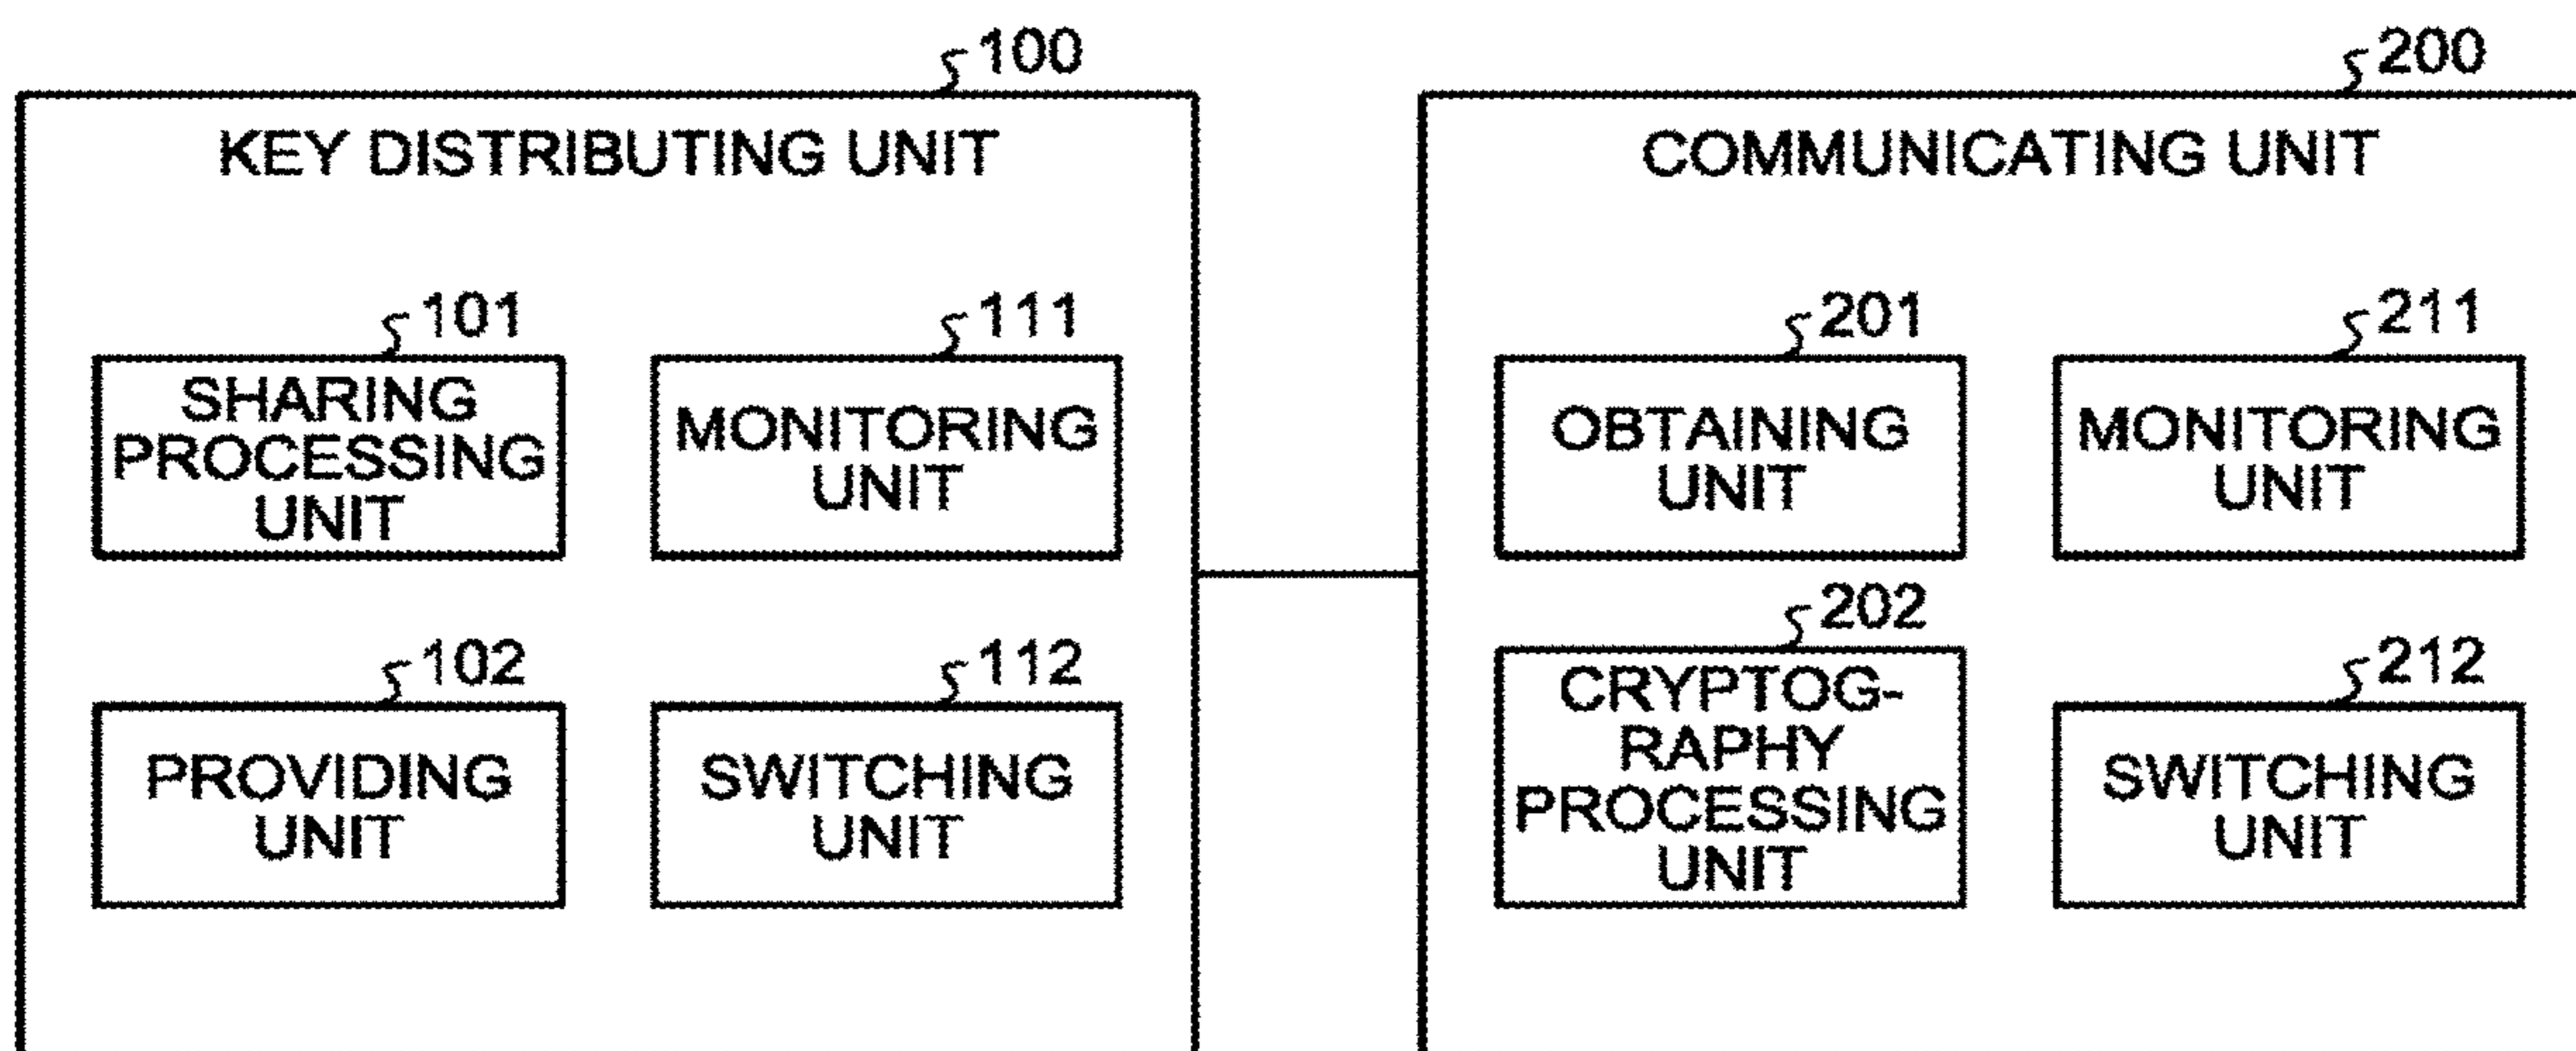 100
KEY DISTRIBUTING UNIT
101
SHARING
PROCESSING
UNIT
111
MONITORING
UNIT
102
PROVIDING
UNIT
112
SWITCHING
UNIT
200
COMMUNICATING UNIT
201
OBTAINING
UNIT
211
MONITORING
UNIT
202
CRYPTOG-
RAPHY
PROCESSING
UNIT
212
SWITCHING
UNIT